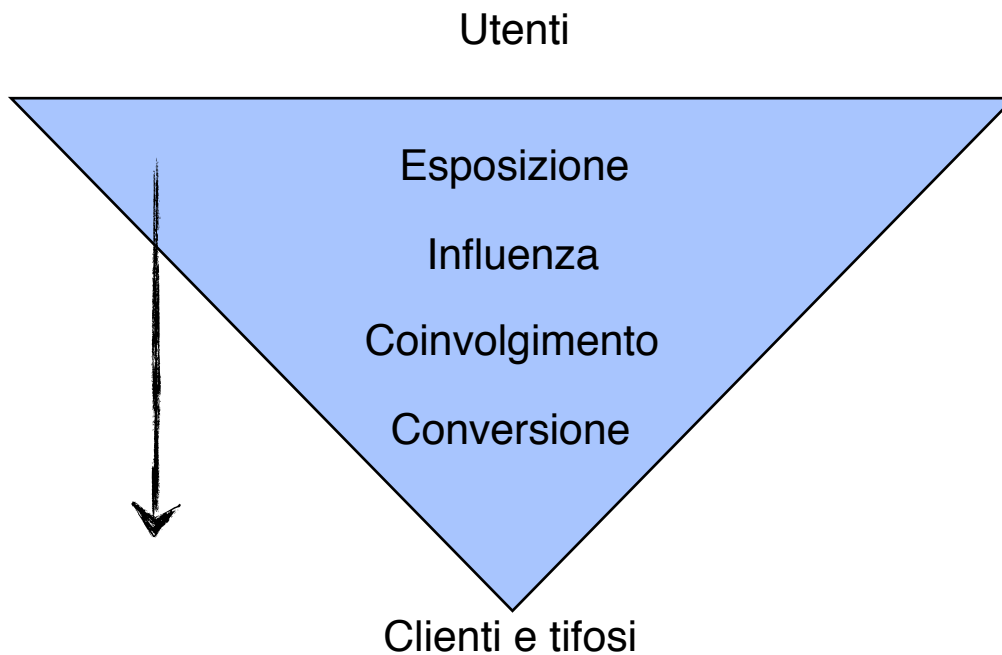 Utenti
Esposizione
Influenza
Coinvolgimento
Conversione
Clienti e tifosi